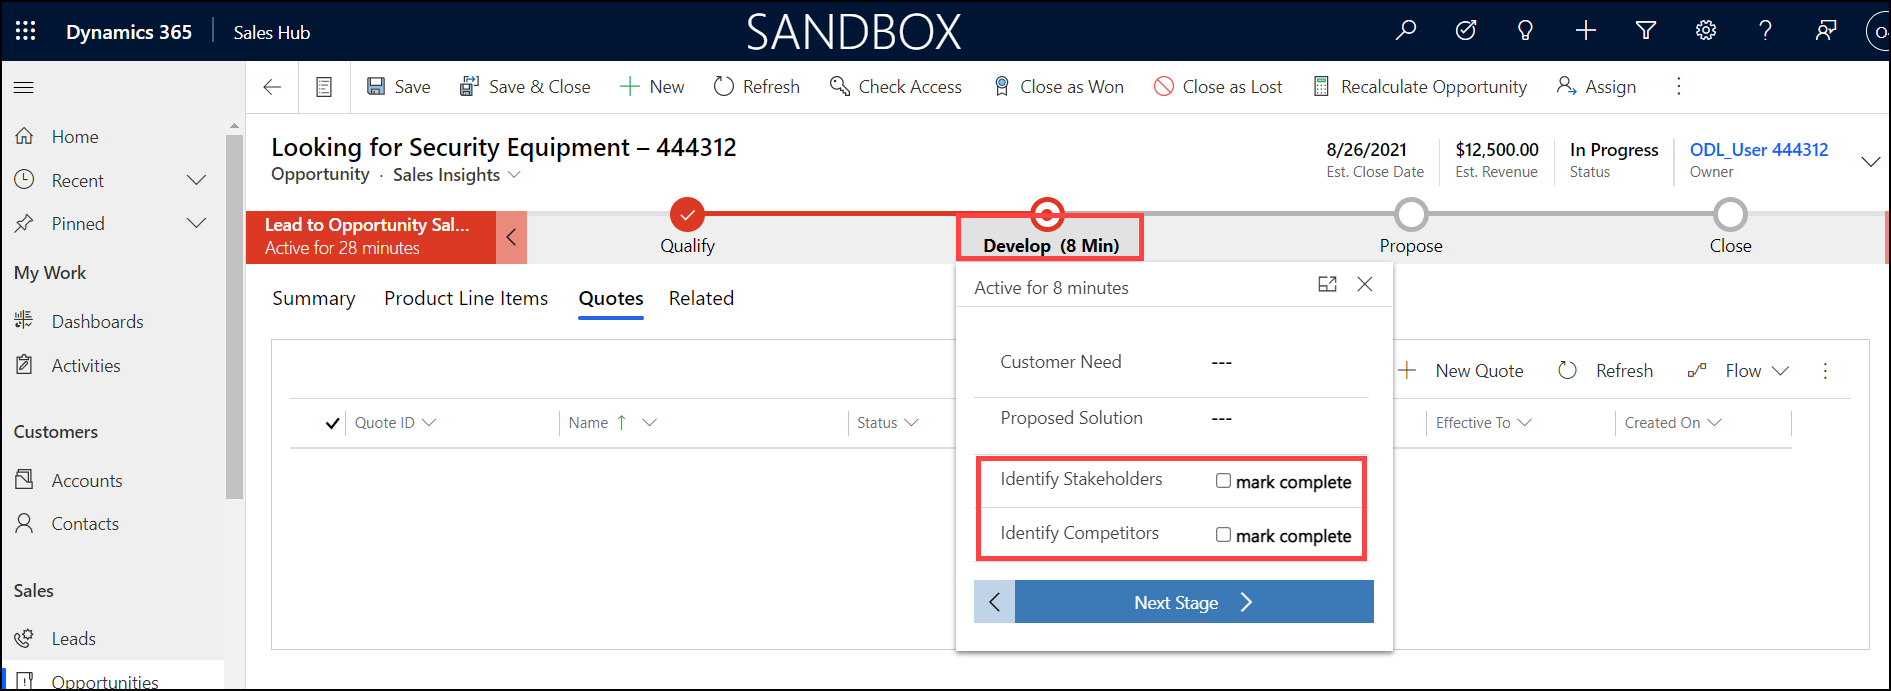 Dynamics 365 Sales Hub SANDBOX
Save Save & Close New Refresh Check Access Close as Won Close as Lost Recalculate Opportunity Assign
Home
Recent
Pinned
My Work
Dashboards
Activities
Customers
Accounts
Contacts
Sales
Leads
Opportunities
Looking for Security Equipment – 444312
Opportunity · Sales Insights
8/26/2021 $12,500.00 In Progress ODL_User 444312
Est. Close Date Est. Revenue Status Owner
Lead to Opportunity Sal...
Active for 28 minutes
Qualify Develop (8 Min) Propose Close
Summary Product Line Items Quotes Related
Active for 8 minutes
Customer Need ---
Proposed Solution ---
Identify Stakeholders mark complete
Identify Competitors mark complete
Next Stage
New Quote Refresh Flow
Quote ID Name Status Effective To Created On